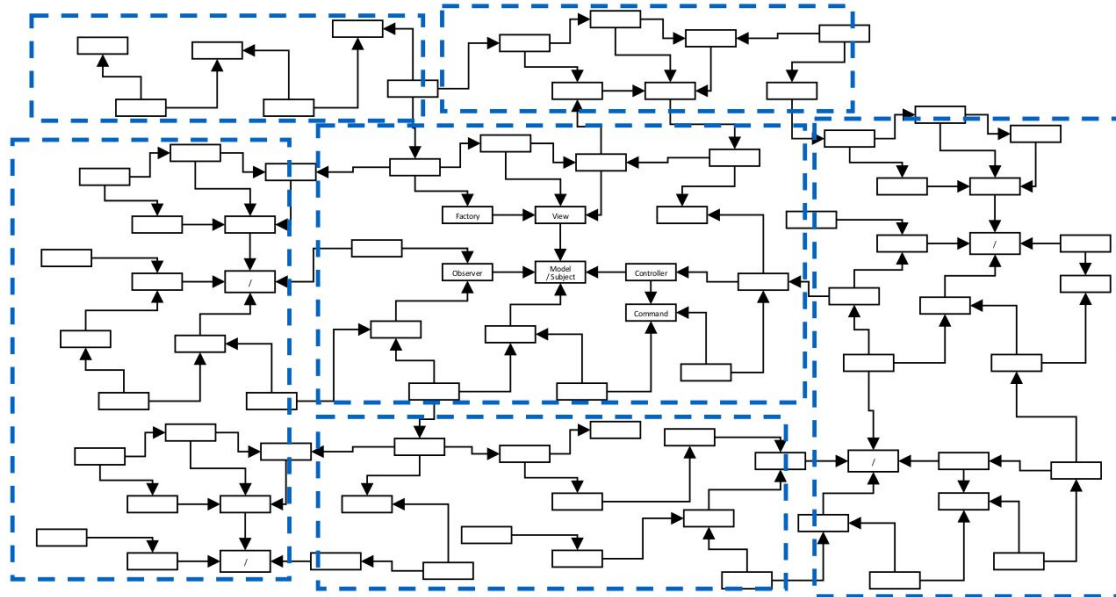 Factory
View
/
Observer
Model
/ Subject
Controller
/
Command
/
/